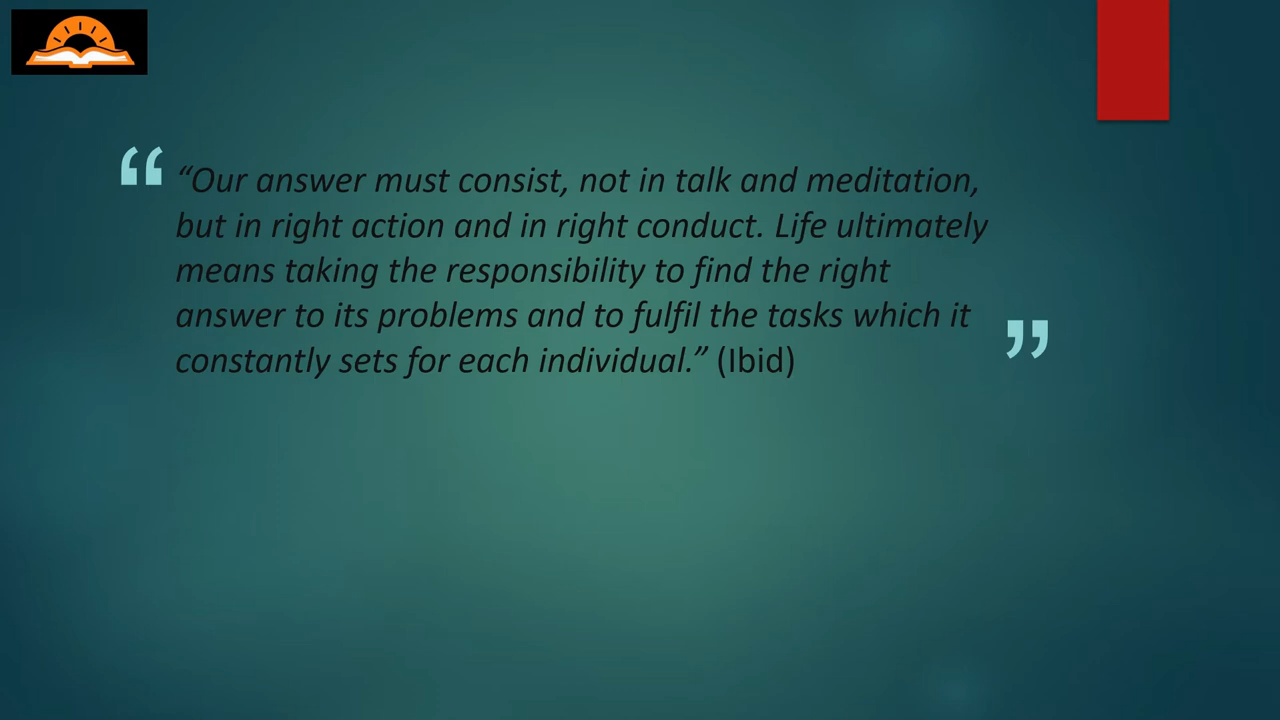 “Our answer must consist, not in talk and meditation,
but in right action and in right conduct. Life ultimately
means taking the responsibility to find the right
answer to its problems and to fulfil the tasks which it
constantly sets for each individual.” (Ibid)